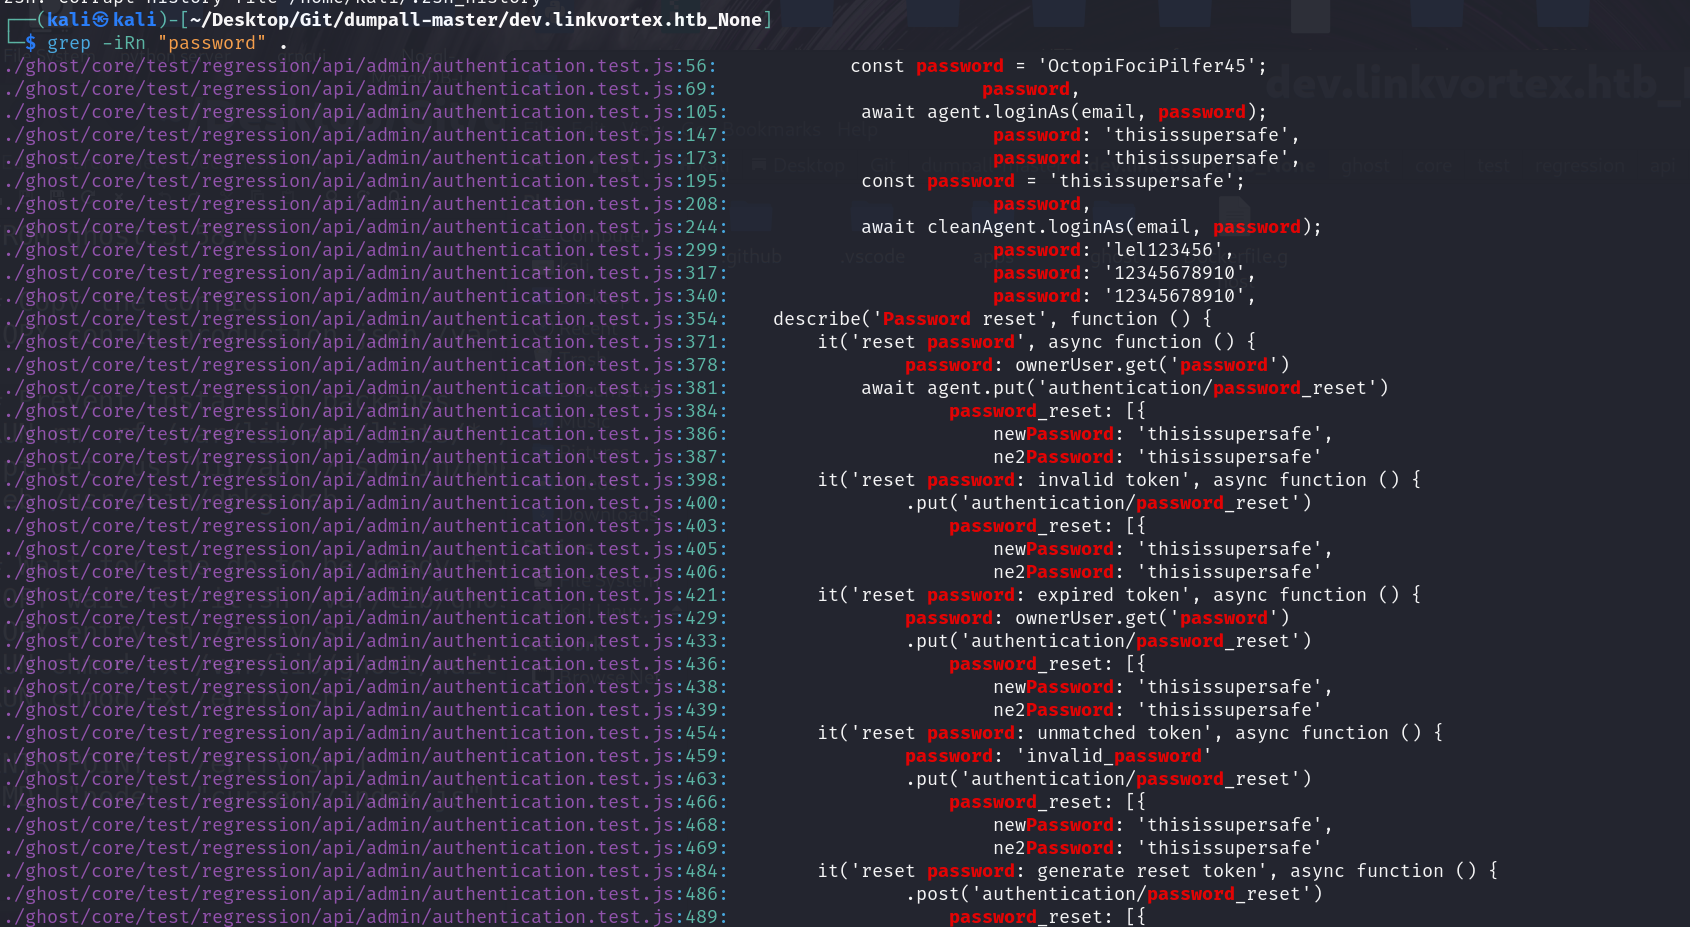 zsh: corrupt history file /home/kali/.zsh_history
┌──(kali㉿kali)-[~/Desktop/Git/dumpall-master/dev.linkvortex.htb_None]
└─$ grep -iRn "password" .
./ghost/core/test/regression/api/admin/authentication.test.js:56:            const password = 'OctopiFociPilfer45';
./ghost/core/test/regression/api/admin/authentication.test.js:69:                        password,
./ghost/core/test/regression/api/admin/authentication.test.js:105:            await agent.loginAs(email, password);
./ghost/core/test/regression/api/admin/authentication.test.js:147:                        password: 'thisissupersafe',
./ghost/core/test/regression/api/admin/authentication.test.js:173:                        password: 'thisissupersafe',
./ghost/core/test/regression/api/admin/authentication.test.js:195:            const password = 'thisissupersafe';
./ghost/core/test/regression/api/admin/authentication.test.js:208:                        password,
./ghost/core/test/regression/api/admin/authentication.test.js:244:            await cleanAgent.loginAs(email, password);
./ghost/core/test/regression/api/admin/authentication.test.js:299:                        password: 'lel123456',
./ghost/core/test/regression/api/admin/authentication.test.js:317:                        password: '12345678910',
./ghost/core/test/regression/api/admin/authentication.test.js:340:                        password: '12345678910',
./ghost/core/test/regression/api/admin/authentication.test.js:354:    describe('Password reset', function () {
./ghost/core/test/regression/api/admin/authentication.test.js:371:        it('reset password', async function () {
./ghost/core/test/regression/api/admin/authentication.test.js:378:                password: ownerUser.get('password')
./ghost/core/test/regression/api/admin/authentication.test.js:381:            await agent.put('authentication/password_reset')
./ghost/core/test/regression/api/admin/authentication.test.js:384:                    password_reset: [{
./ghost/core/test/regression/api/admin/authentication.test.js:386:                        newPassword: 'thisissupersafe',
./ghost/core/test/regression/api/admin/authentication.test.js:387:                        ne2Password: 'thisissupersafe'
./ghost/core/test/regression/api/admin/authentication.test.js:398:        it('reset password: invalid token', async function () {
./ghost/core/test/regression/api/admin/authentication.test.js:400:                .put('authentication/password_reset')
./ghost/core/test/regression/api/admin/authentication.test.js:403:                    password_reset: [{
./ghost/core/test/regression/api/admin/authentication.test.js:405:                        newPassword: 'thisissupersafe',
./ghost/core/test/regression/api/admin/authentication.test.js:406:                        ne2Password: 'thisissupersafe'
./ghost/core/test/regression/api/admin/authentication.test.js:421:        it('reset password: expired token', async function () {
./ghost/core/test/regression/api/admin/authentication.test.js:429:                password: ownerUser.get('password')
./ghost/core/test/regression/api/admin/authentication.test.js:433:                .put('authentication/password_reset')
./ghost/core/test/regression/api/admin/authentication.test.js:436:                    password_reset: [{
./ghost/core/test/regression/api/admin/authentication.test.js:438:                        newPassword: 'thisissupersafe',
./ghost/core/test/regression/api/admin/authentication.test.js:439:                        ne2Password: 'thisissupersafe'
./ghost/core/test/regression/api/admin/authentication.test.js:454:        it('reset password: unmatched token', async function () {
./ghost/core/test/regression/api/admin/authentication.test.js:459:                password: 'invalid_password'
./ghost/core/test/regression/api/admin/authentication.test.js:463:                .put('authentication/password_reset')
./ghost/core/test/regression/api/admin/authentication.test.js:466:                    password_reset: [{
./ghost/core/test/regression/api/admin/authentication.test.js:468:                        newPassword: 'thisissupersafe',
./ghost/core/test/regression/api/admin/authentication.test.js:469:                        ne2Password: 'thisissupersafe'
./ghost/core/test/regression/api/admin/authentication.test.js:484:        it('reset password: generate reset token', async function () {
./ghost/core/test/regression/api/admin/authentication.test.js:486:                .post('authentication/password_reset')
./ghost/core/test/regression/api/admin/authentication.test.js:489:                    password_reset: [{